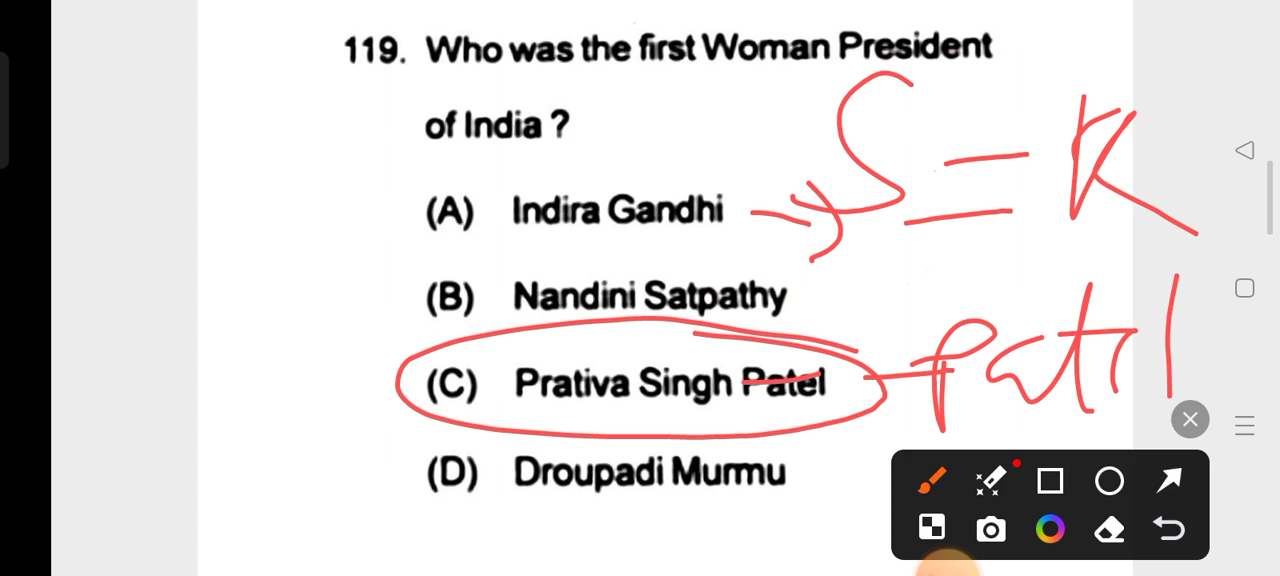 119. Who was the first Woman President
of India ?
(A) Indira Gandhi
S = K
(B) Nandini Satpathy
(C) Prativa Singh Patel
Patil
(D) Droupadi Murmu